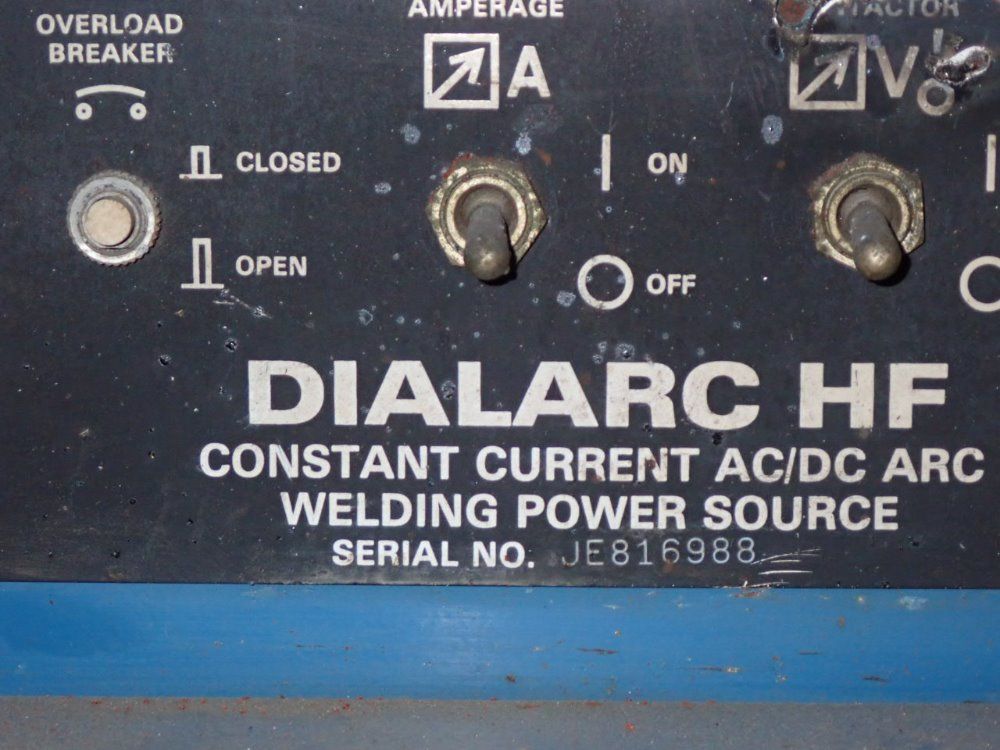 OVERLOAD
BREAKER
AMPERAGE
A
V
CLOSED
OPEN
ON
OFF
DIALARC HF
CONSTANT CURRENT AC/DC ARC
WELDING POWER SOURCE
SERIAL NO. JE816988